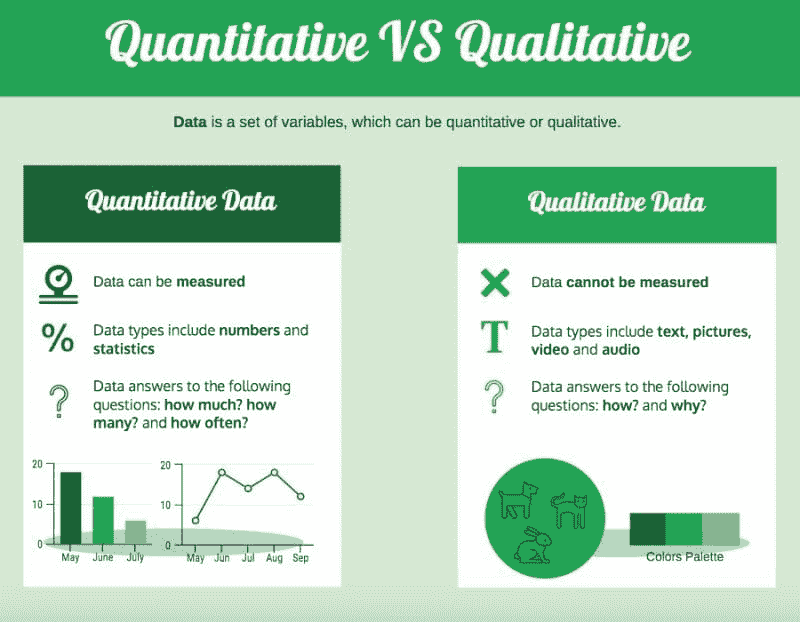 Quantitative VS Qualitative
Data is a set of variables, which can be quantitative or qualitative.
Quantitative Data
Data can be measured
%
Data types include numbers and
statistics
?
Data answers to the following
questions: how much? how
many? and how often?
20
10
0
May June July
20
10
0
May Jun Jul Aug Sep
Qualitative Data
Data cannot be measured
T
Data types include text, pictures,
video and audio
?
Data answers to the following
questions: how? and why?
Colors Palette